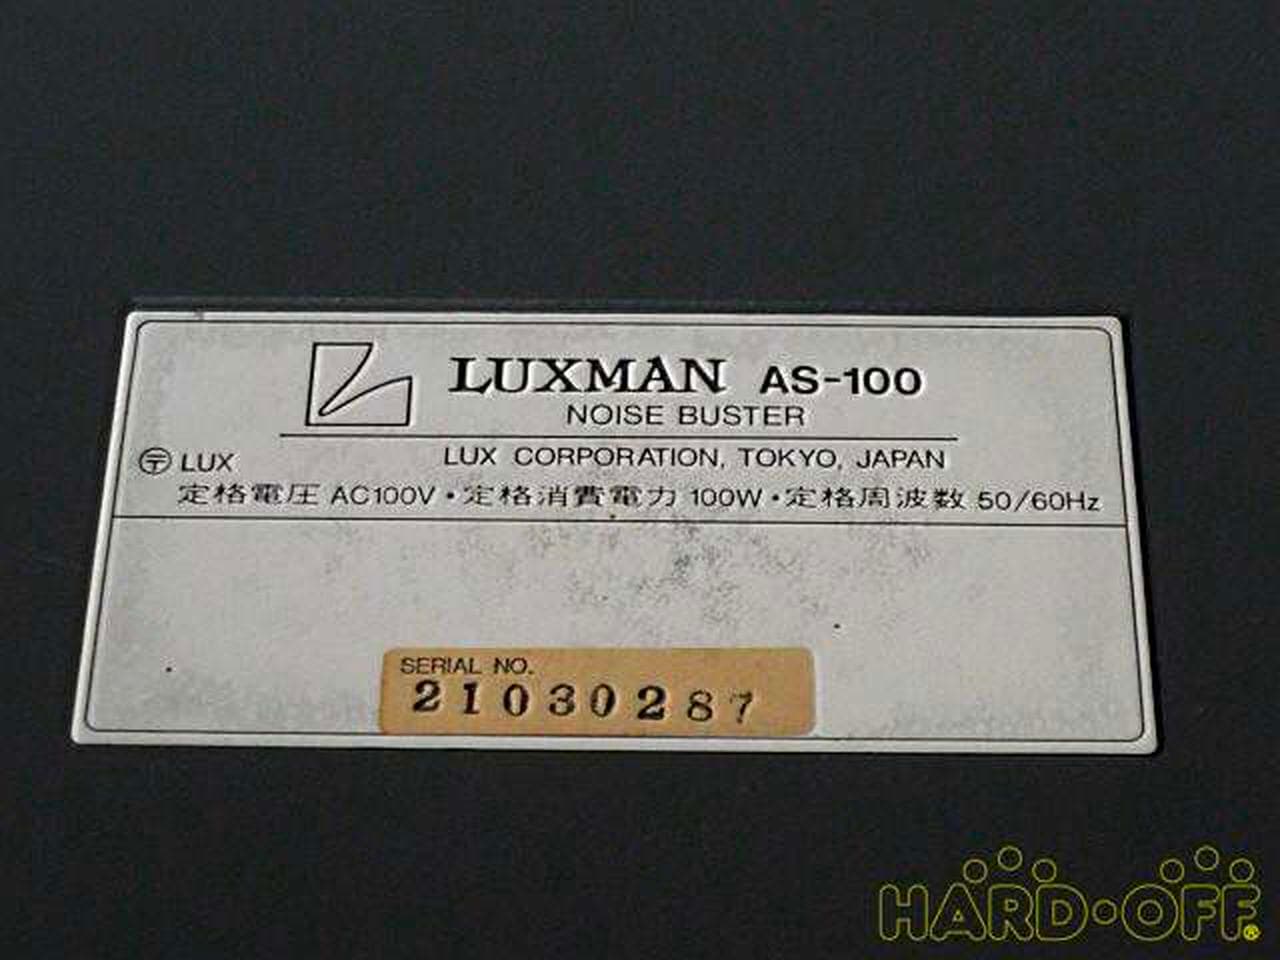 LUXMAN AS-100
NOISE BUSTER
〶 LUX
LUX CORPORATION, TOKYO, JAPAN
定格電圧 AC100V・定格消費電力 100W・定格周波数 50/60Hz
SERIAL NO.
21030287
HARD・OFF®